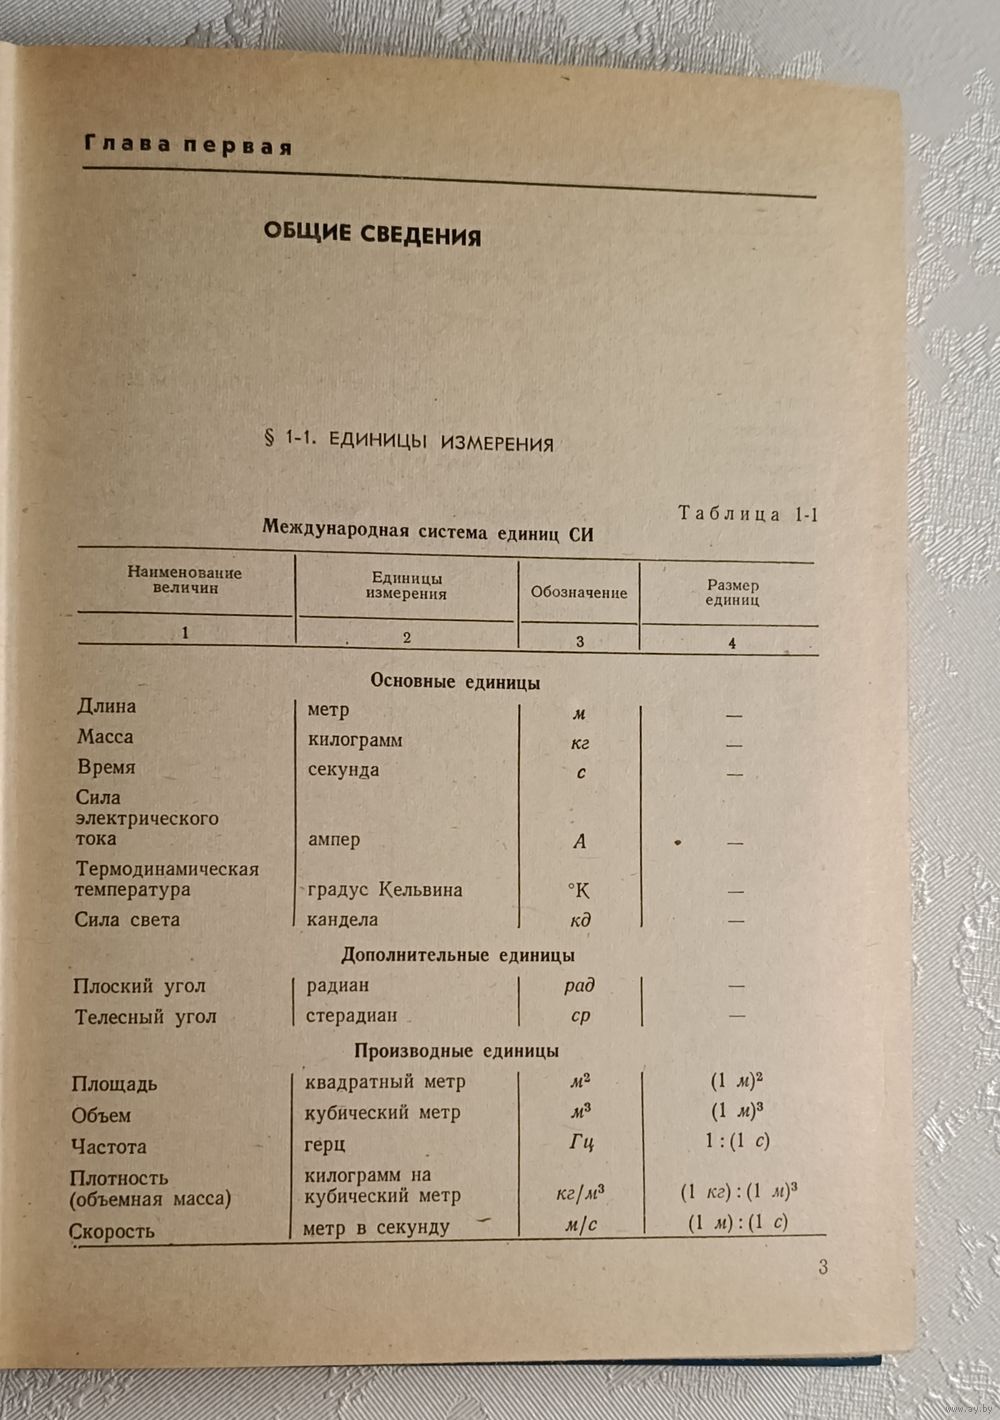 Глава первая
ОБЩИЕ СВЕДЕНИЯ
§ 1-1. ЕДИНИЦЫ ИЗМЕРЕНИЯ
Таблица 1-1
Международная система единиц СИ
Наименование величин | Единицы измерения | Обозначение | Размер единиц
1 | 2 | 3 | 4
Основные единицы
Длина | метр | м | —
Масса | килограмм | кг | —
Время | секунда | с | —
Сила
электрического
тока | ампер | А | —
Термодинамическая
температура | градус Кельвина | °К | —
Сила света | кандела | кд | —
Дополнительные единицы
Плоский угол | радиан | рад | —
Телесный угол | стерадиан | ср | —
Производные единицы
Площадь | квадратный метр | м² | (1 м)²
Объем | кубический метр | м³ | (1 м)³
Частота | герц | Гц | 1 : (1 с)
Плотность | килограмм на
(объемная масса) | кубический метр | кг/м³ | (1 кг) : (1 м)³
Скорость | метр в секунду | м/с | (1 м) : (1 с)
3
www.ay.by